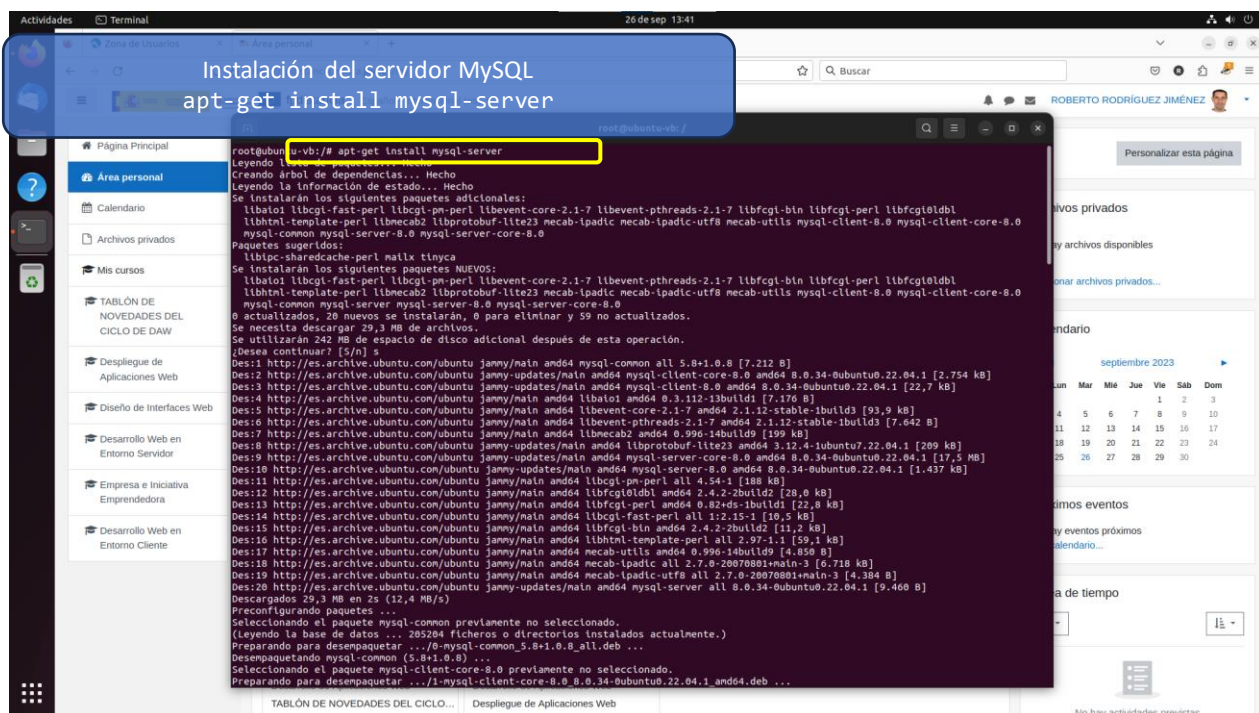 Actividades
Terminal
26 de sep 13:41
Zona de Usuarios
Área personal
Buscar
Instalación del servidor MySQL
apt-get install mysql-server
ROBERTO RODRÍGUEZ JIMÉNEZ
Página Principal
Área personal
Calendario
Archivos privados
Mis cursos
TABLÓN DE
NOVEDADES DEL
CICLO DE DAW
Despliegue de
Aplicaciones Web
Diseño de Interfaces Web
Desarrollo Web en
Entorno Servidor
Empresa e Iniciativa
Emprendedora
Desarrollo Web en
Entorno Cliente
root@ubuntu-vb: /
root@ubuntu-vb:/# apt-get install mysql-server
Leyendo lista de paquetes... Hecho
Creando árbol de dependencias... Hecho
Leyendo la información de estado... Hecho
Se instalarán los siguientes paquetes adicionales:
libaio1 libcgi-fast-perl libcgi-pm-perl libevent-core-2.1-7 libevent-pthreads-2.1-7 libfcgi-bin libfcgi-perl libfcgi0ldbl
libhtml-template-perl libmecab2 libprotobuf-lite23 mecab-ipadic mecab-ipadic-utf8 mecab-utils mysql-client-8.0 mysql-client-core-8.0
mysql-common mysql-server-8.0 mysql-server-core-8.0
Paquetes sugeridos:
libipc-sharedcache-perl mailx tinyca
Se instalarán los siguientes paquetes NUEVOS:
libaio1 libcgi-fast-perl libcgi-pm-perl libevent-core-2.1-7 libevent-pthreads-2.1-7 libfcgi-bin libfcgi-perl libfcgi0ldbl
libhtml-template-perl libmecab2 libprotobuf-lite23 mecab-ipadic mecab-ipadic-utf8 mecab-utils mysql-client-8.0 mysql-client-core-8.0
mysql-common mysql-server mysql-server-8.0 mysql-server-core-8.0
0 actualizados, 20 nuevos se instalarán, 0 para eliminar y 59 no actualizados.
Se necesita descargar 29,3 MB de archivos.
Se utilizarán 242 MB de espacio de disco adicional después de esta operación.
¿Desea continuar? [S/n] s
Des:1 http://es.archive.ubuntu.com/ubuntu jammy/main amd64 mysql-common all 5.8+1.0.8 [7.212 B]
Des:2 http://es.archive.ubuntu.com/ubuntu jammy-updates/main amd64 mysql-client-core-8.0 amd64 8.0.34-0ubuntu0.22.04.1 [2.754 kB]
Des:3 http://es.archive.ubuntu.com/ubuntu jammy-updates/main amd64 mysql-client-8.0 amd64 8.0.34-0ubuntu0.22.04.1 [22,7 kB]
Des:4 http://es.archive.ubuntu.com/ubuntu jammy/main amd64 libaio1 amd64 0.3.112-13build1 [7.176 B]
Des:5 http://es.archive.ubuntu.com/ubuntu jammy/main amd64 libevent-core-2.1-7 amd64 2.1.12-stable-1build3 [93,9 kB]
Des:6 http://es.archive.ubuntu.com/ubuntu jammy/main amd64 libevent-pthreads-2.1-7 amd64 2.1.12-stable-1build3 [7.642 B]
Des:7 http://es.archive.ubuntu.com/ubuntu jammy/main amd64 libmecab2 amd64 0.996-14build9 [199 kB]
Des:8 http://es.archive.ubuntu.com/ubuntu jammy-updates/main amd64 libprotobuf-lite23 amd64 3.12.4-1ubuntu7.22.04.1 [209 kB]
Des:9 http://es.archive.ubuntu.com/ubuntu jammy-updates/main amd64 mysql-server-core-8.0 amd64 8.0.34-0ubuntu0.22.04.1 [17,5 MB]
Des:10 http://es.archive.ubuntu.com/ubuntu jammy-updates/main amd64 mysql-server-8.0 amd64 8.0.34-0ubuntu0.22.04.1 [1.437 kB]
Des:11 http://es.archive.ubuntu.com/ubuntu jammy/main amd64 libcgi-pm-perl all 4.54-1 [188 kB]
Des:12 http://es.archive.ubuntu.com/ubuntu jammy/main amd64 libfcgi0ldbl amd64 2.4.2-2build2 [28,0 kB]
Des:13 http://es.archive.ubuntu.com/ubuntu jammy/main amd64 libfcgi-perl amd64 0.82+ds-1build1 [22,8 kB]
Des:14 http://es.archive.ubuntu.com/ubuntu jammy/main amd64 libcgi-fast-perl all 1:2.15-1 [10,5 kB]
Des:15 http://es.archive.ubuntu.com/ubuntu jammy/main amd64 libfcgi-bin amd64 2.4.2-2build2 [11,2 kB]
Des:16 http://es.archive.ubuntu.com/ubuntu jammy/main amd64 libhtml-template-perl all 2.97-1.1 [59,1 kB]
Des:17 http://es.archive.ubuntu.com/ubuntu jammy/main amd64 mecab-utils amd64 0.996-14build9 [4.850 B]
Des:18 http://es.archive.ubuntu.com/ubuntu jammy/main amd64 mecab-ipadic all 2.7.0-20070801+main-3 [6.718 kB]
Des:19 http://es.archive.ubuntu.com/ubuntu jammy/main amd64 mecab-ipadic-utf8 all 2.7.0-20070801+main-3 [4.384 B]
Des:20 http://es.archive.ubuntu.com/ubuntu jammy-updates/main amd64 mysql-server all 8.0.34-0ubuntu0.22.04.1 [9.460 B]
Descargados 29,3 MB en 2s (12,4 MB/s)
Preconfigurando paquetes ...
Seleccionando el paquete mysql-common previamente no seleccionado.
(Leyendo la base de datos ... 205204 ficheros o directorios instalados actualmente.)
Preparando para desempaquetar .../0-mysql-common_5.8+1.0.8_all.deb ...
Desempaquetando mysql-common (5.8+1.0.8) ...
Seleccionando el paquete mysql-client-core-8.0 previamente no seleccionado.
Preparando para desempaquetar .../1-mysql-client-core-8.0_8.0.34-0ubuntu0.22.04.1_amd64.deb ...
TABLÓN DE NOVEDADES DEL CICLO...
Despliegue de Aplicaciones Web
Personalizar esta página
ivos privados
ay archivos disponibles
onar archivos privados...
endario
septiembre 2023
Lun Mar Mié Jue Vie Sáb Dom
1 2 3
4 5 6 7 8 9 10
11 12 13 14 15 16 17
18 19 20 21 22 23 24
25 26 27 28 29 30
ximos eventos
ay eventos próximos
calendario...
a de tiempo
No hay actividades previstas